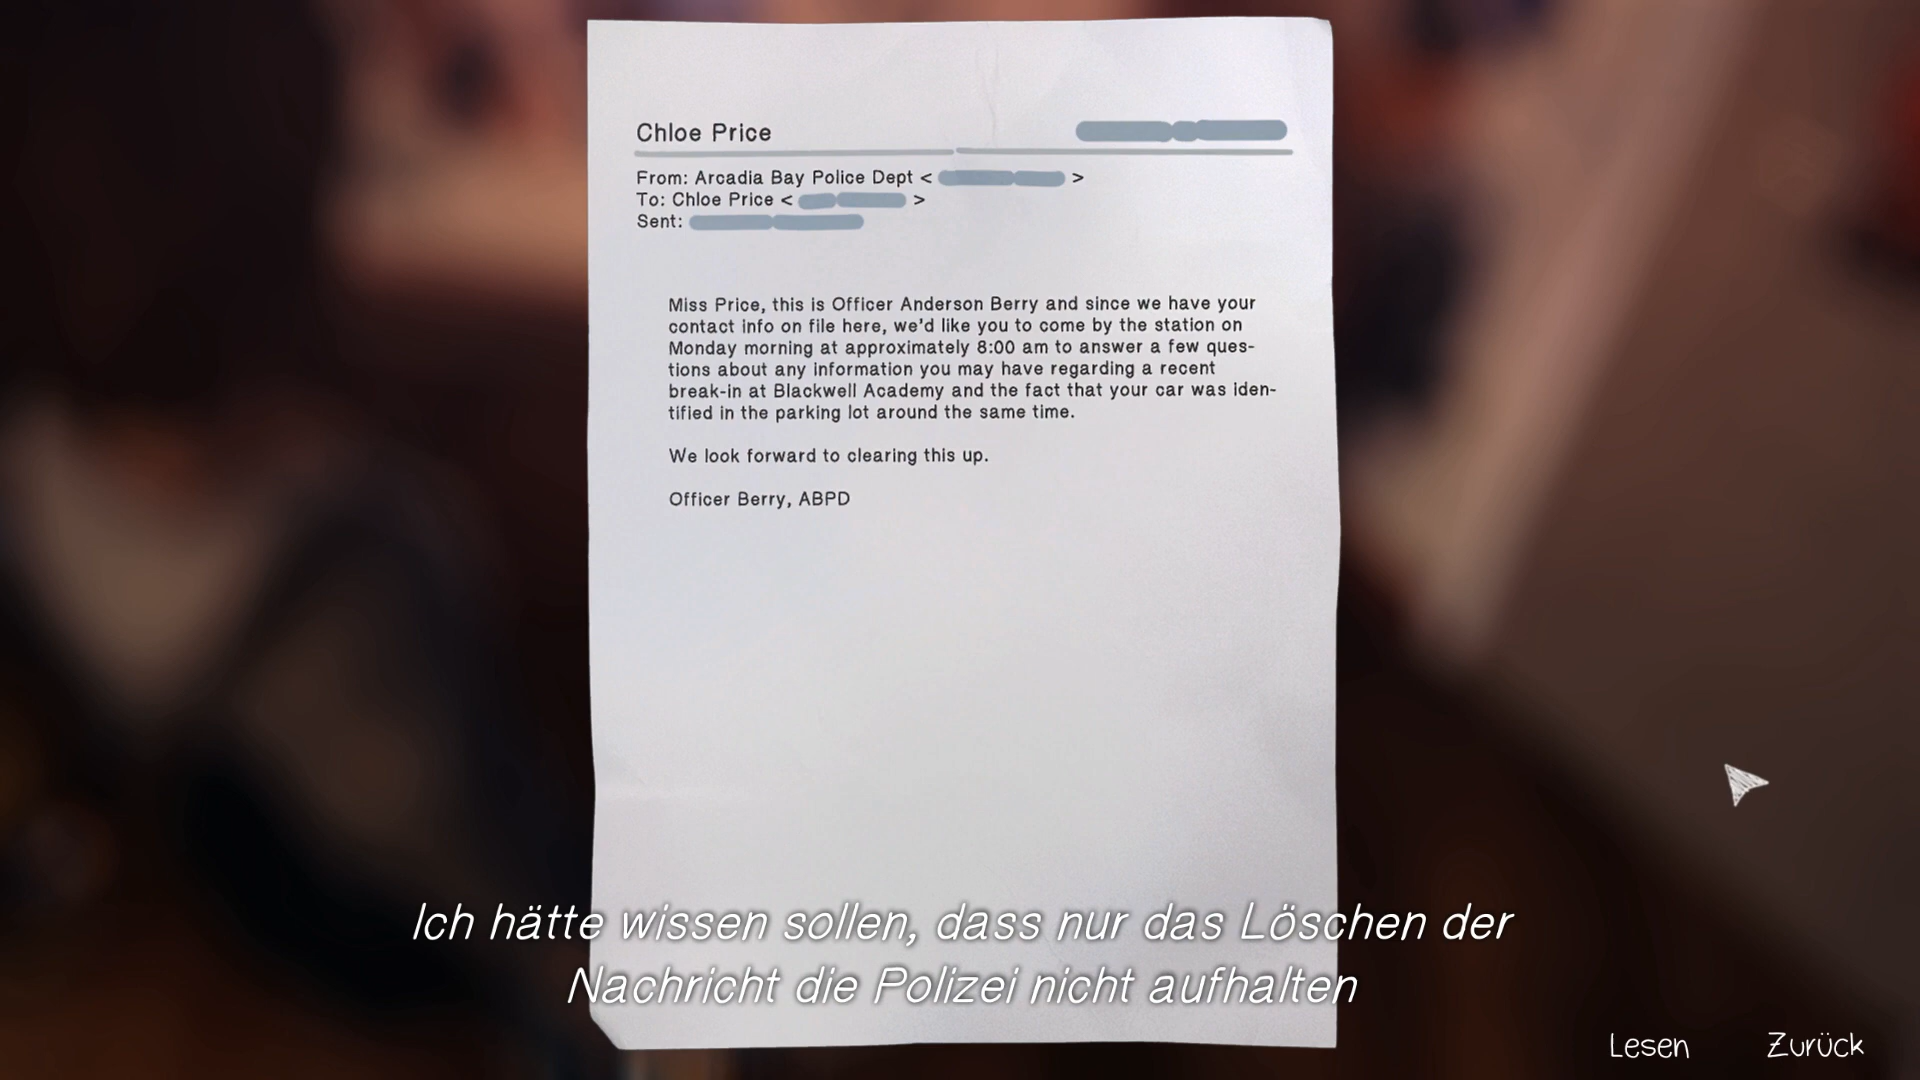 Chloe Price
From: Arcadia Bay Police Dept < >
To: Chloe Price < >
Sent:
Miss Price, this is Officer Anderson Berry and since we have your
contact info on file here, we'd like you to come by the station on
Monday morning at approximately 8:00 am to answer a few ques-
tions about any information you may have regarding a recent
break-in at Blackwell Academy and the fact that your car was iden-
tified in the parking lot around the same time.
We look forward to clearing this up.
Officer Berry, ABPD
Ich hätte wissen sollen, dass nur das Löschen der
Nachricht die Polizei nicht aufhalten
Lesen Zurück